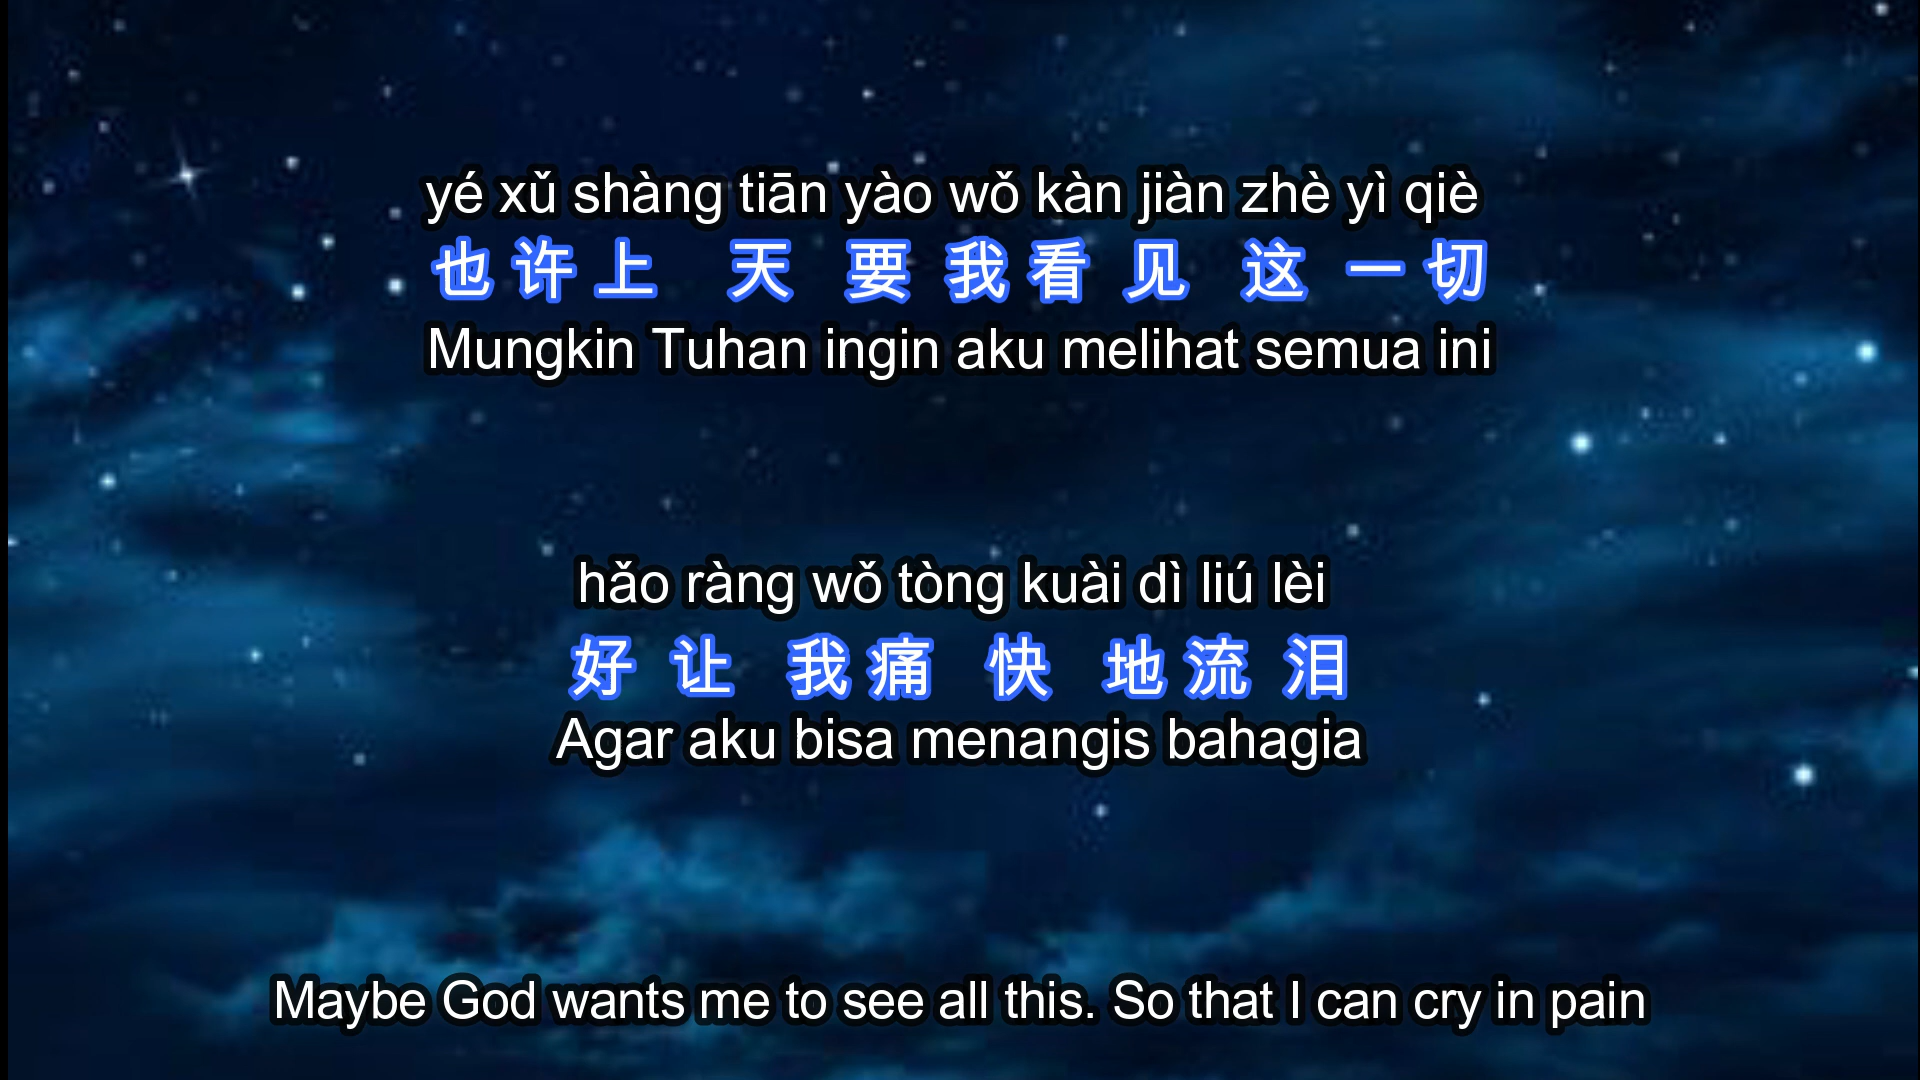 yé xǔ shàng tiān yào wǒ kàn jiàn zhè yì qiè
也 许 上 天 要 我 看 见 这 一 切
Mungkin Tuhan ingin aku melihat semua ini
hǎo ràng wǒ tòng kuài dì liú lèi
好 让 我 痛 快 地 流 泪
Agar aku bisa menangis bahagia
Maybe God wants me to see all this. So that I can cry in pain